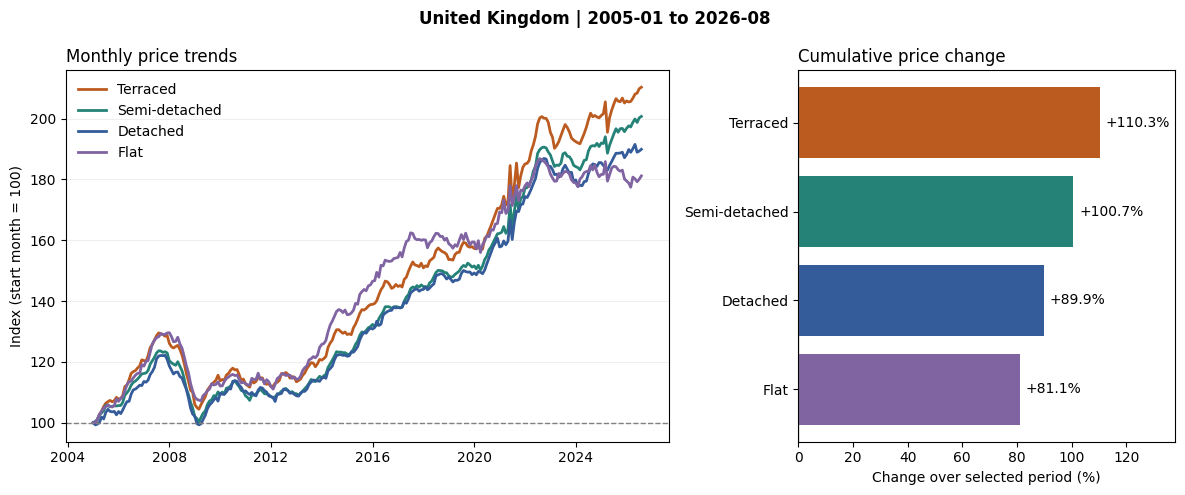 United Kingdom | 2005-01 to 2026-08
Monthly price trends
Terraced
Semi-detached
Detached
Flat
Index (start month = 100)
200
180
160
140
120
100
2004
2008
2012
2016
2020
2024
Cumulative price change
Terraced
+110.3%
Semi-detached
+100.7%
Detached
+89.9%
Flat
+81.1%
0
20
40
60
80
100
120
Change over selected period (%)